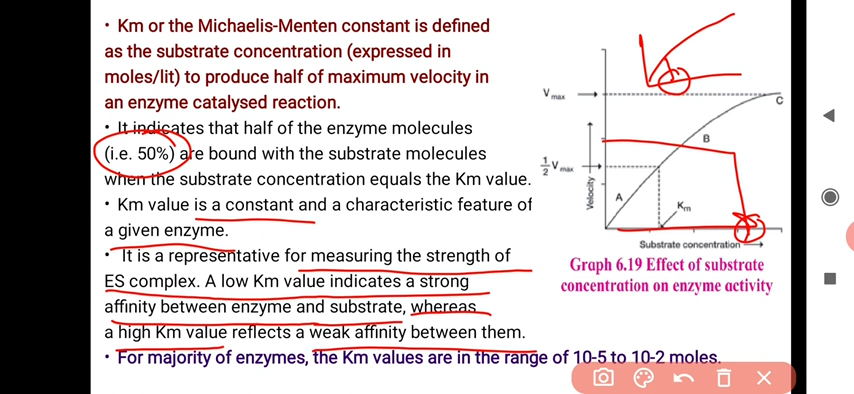 • Km or the Michaelis-Menten constant is defined
as the substrate concentration (expressed in
moles/lit) to produce half of maximum velocity in
an enzyme catalysed reaction.
• It indicates that half of the enzyme molecules
(i.e. 50%) are bound with the substrate molecules
when the substrate concentration equals the Km value.
• Km value is a constant and a characteristic feature of
a given enzyme.
• It is a representative for measuring the strength of
ES complex. A low Km value indicates a strong
affinity between enzyme and substrate, whereas
a high Km value reflects a weak affinity between them.
• For majority of enzymes, the Km values are in the range of 10-5 to 10-2 moles.
Vmax
C
B
1/2 Vmax
Velocity
A
Km
Substrate concentration
Graph 6.19 Effect of substrate
concentration on enzyme activity